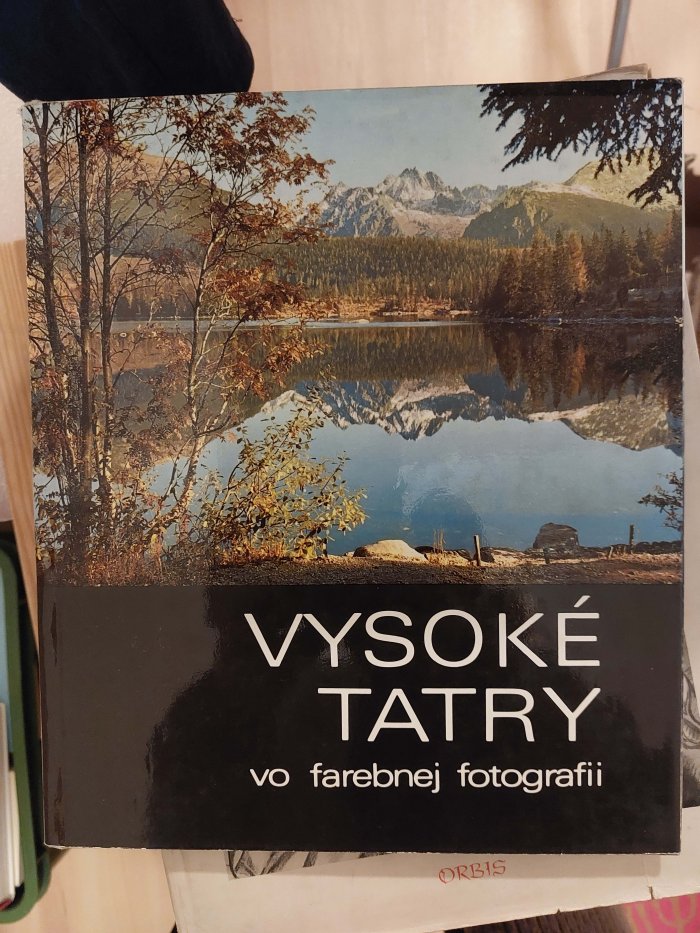 VYSOKÉ
TATRY
vo farebnej fotografii
ORBIS